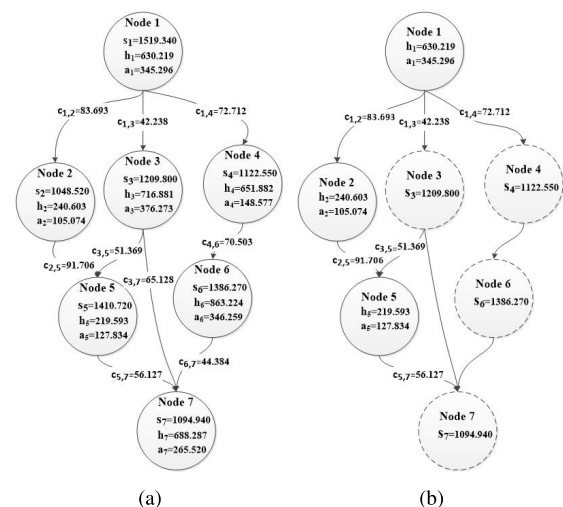 Node 1
s1=1519.340
h1=630.219
a1=345.296
c1,2=83.693
c1,3=42.238
c1,4=72.712
Node 2
s2=1048.520
h2=240.603
a2=105.074
Node 3
s3=1209.800
h3=716.881
a3=376.273
Node 4
s4=1122.550
h4=651.882
a4=148.577
c2,5=91.706
c3,5=51.369
c3,7=65.128
c4,6=70.503
Node 5
s5=1410.720
h5=219.593
a5=127.834
Node 6
s6=1386.270
h6=863.224
a6=346.259
c5,7=56.127
c6,7=44.384
Node 7
s7=1094.940
h7=688.287
a7=265.520
(a)
Node 1
h1=630.219
a1=345.296
c1,2=83.693
c1,3=42.238
c1,4=72.712
Node 2
h2=240.603
a2=105.074
Node 3
S3=1209.800
Node 4
S4=1122.550
c2,5=91.706
c3,5=51.369
Node 5
h5=219.593
a5=127.834
Node 6
S6=1386.270
c5,7=56.127
Node 7
S7=1094.940
(b)